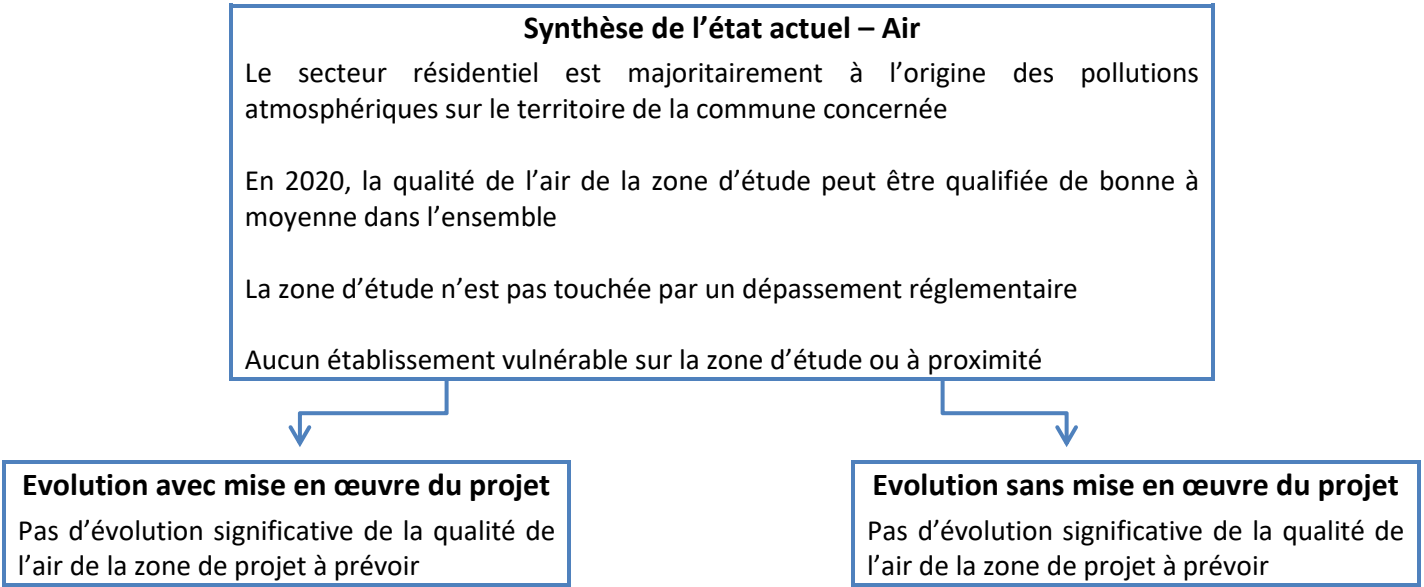 Synthèse de l’état actuel – Air
Le secteur résidentiel est majoritairement à l’origine des pollutions
atmosphériques sur le territoire de la commune concernée
En 2020, la qualité de l’air de la zone d’étude peut être qualifiée de bonne à
moyenne dans l’ensemble
La zone d’étude n’est pas touchée par un dépassement réglementaire
Aucun établissement vulnérable sur la zone d’étude ou à proximité
Evolution avec mise en œuvre du projet
Pas d’évolution significative de la qualité de
l’air de la zone de projet à prévoir
Evolution sans mise en œuvre du projet
Pas d’évolution significative de la qualité de
l’air de la zone de projet à prévoir